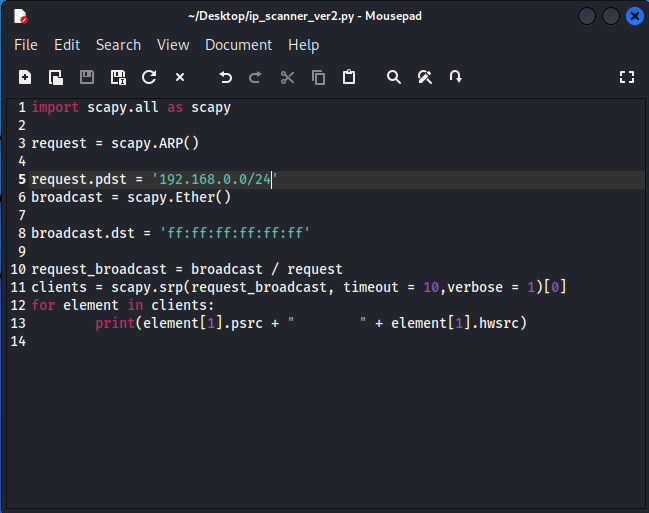 ~/Desktop/ip_scanner_ver2.py - Mousepad
File Edit Search View Document Help
1 import scapy.all as scapy
2
3 request = scapy.ARP()
4
5 request.pdst = '192.168.0.0/24'
6 broadcast = scapy.Ether()
7
8 broadcast.dst = 'ff:ff:ff:ff:ff:ff'
9
10 request_broadcast = broadcast / request
11 clients = scapy.srp(request_broadcast, timeout = 10,verbose = 1)[0]
12 for element in clients:
13         print(element[1].psrc + "        " + element[1].hwsrc)
14